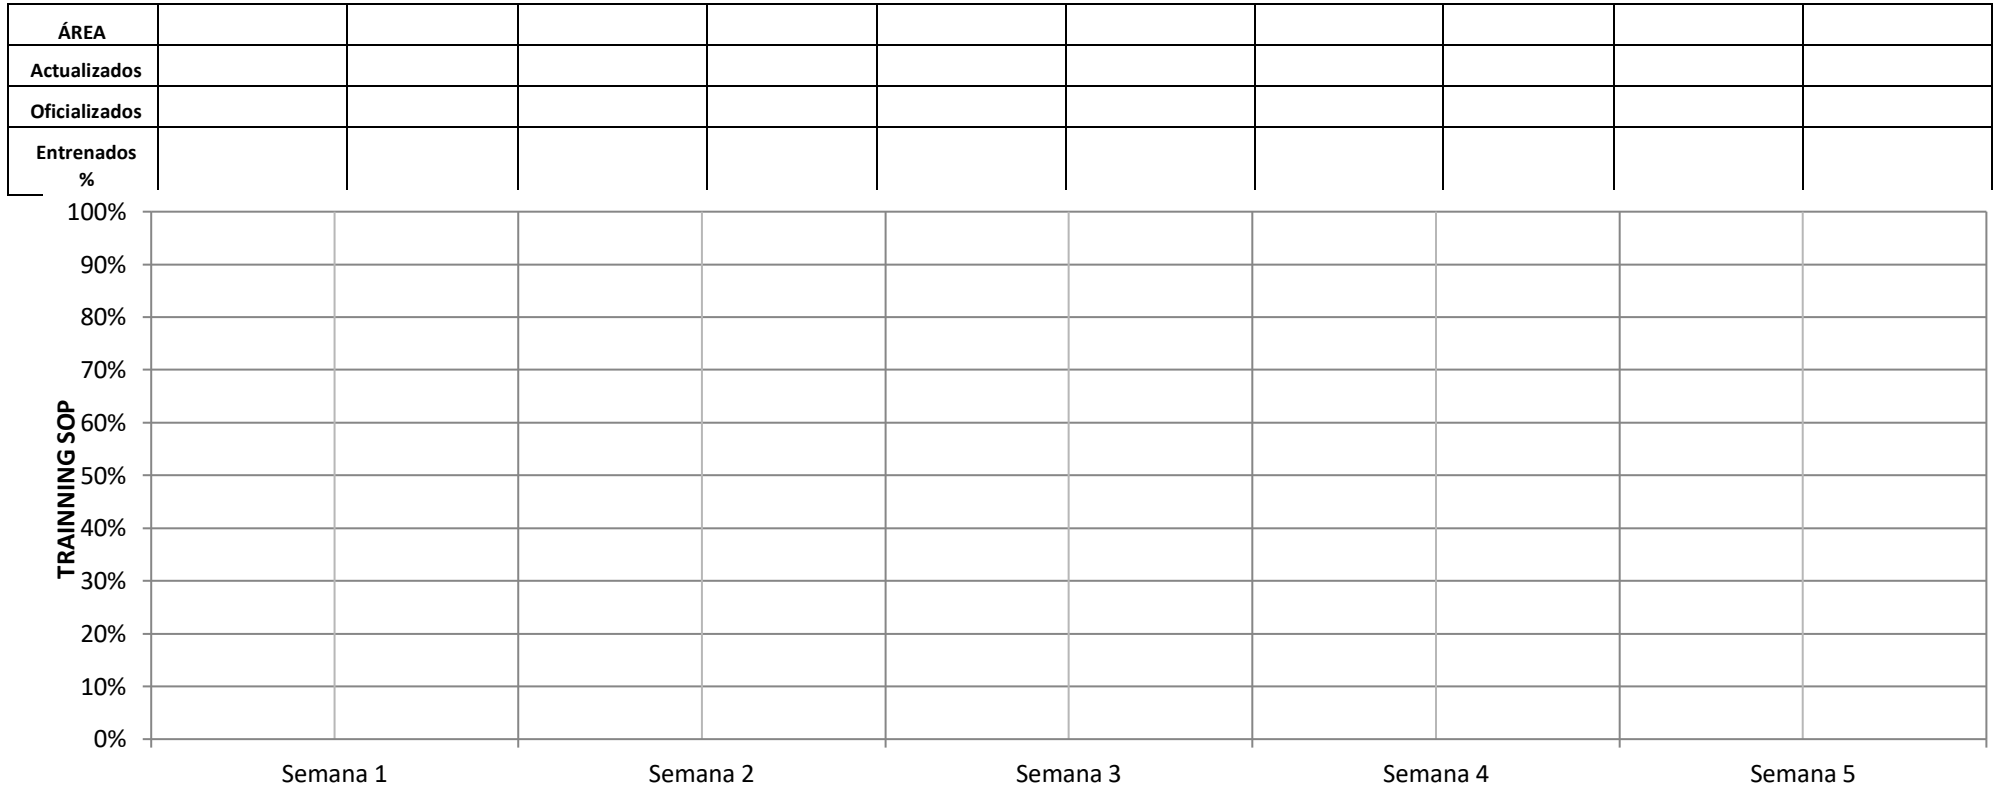 ÁREA
Actualizados
Oficializados
Entrenados
%
TRAINNING SOP
100%
90%
80%
70%
60%
50%
40%
30%
20%
10%
0%
Semana 1 Semana 2 Semana 3 Semana 4 Semana 5